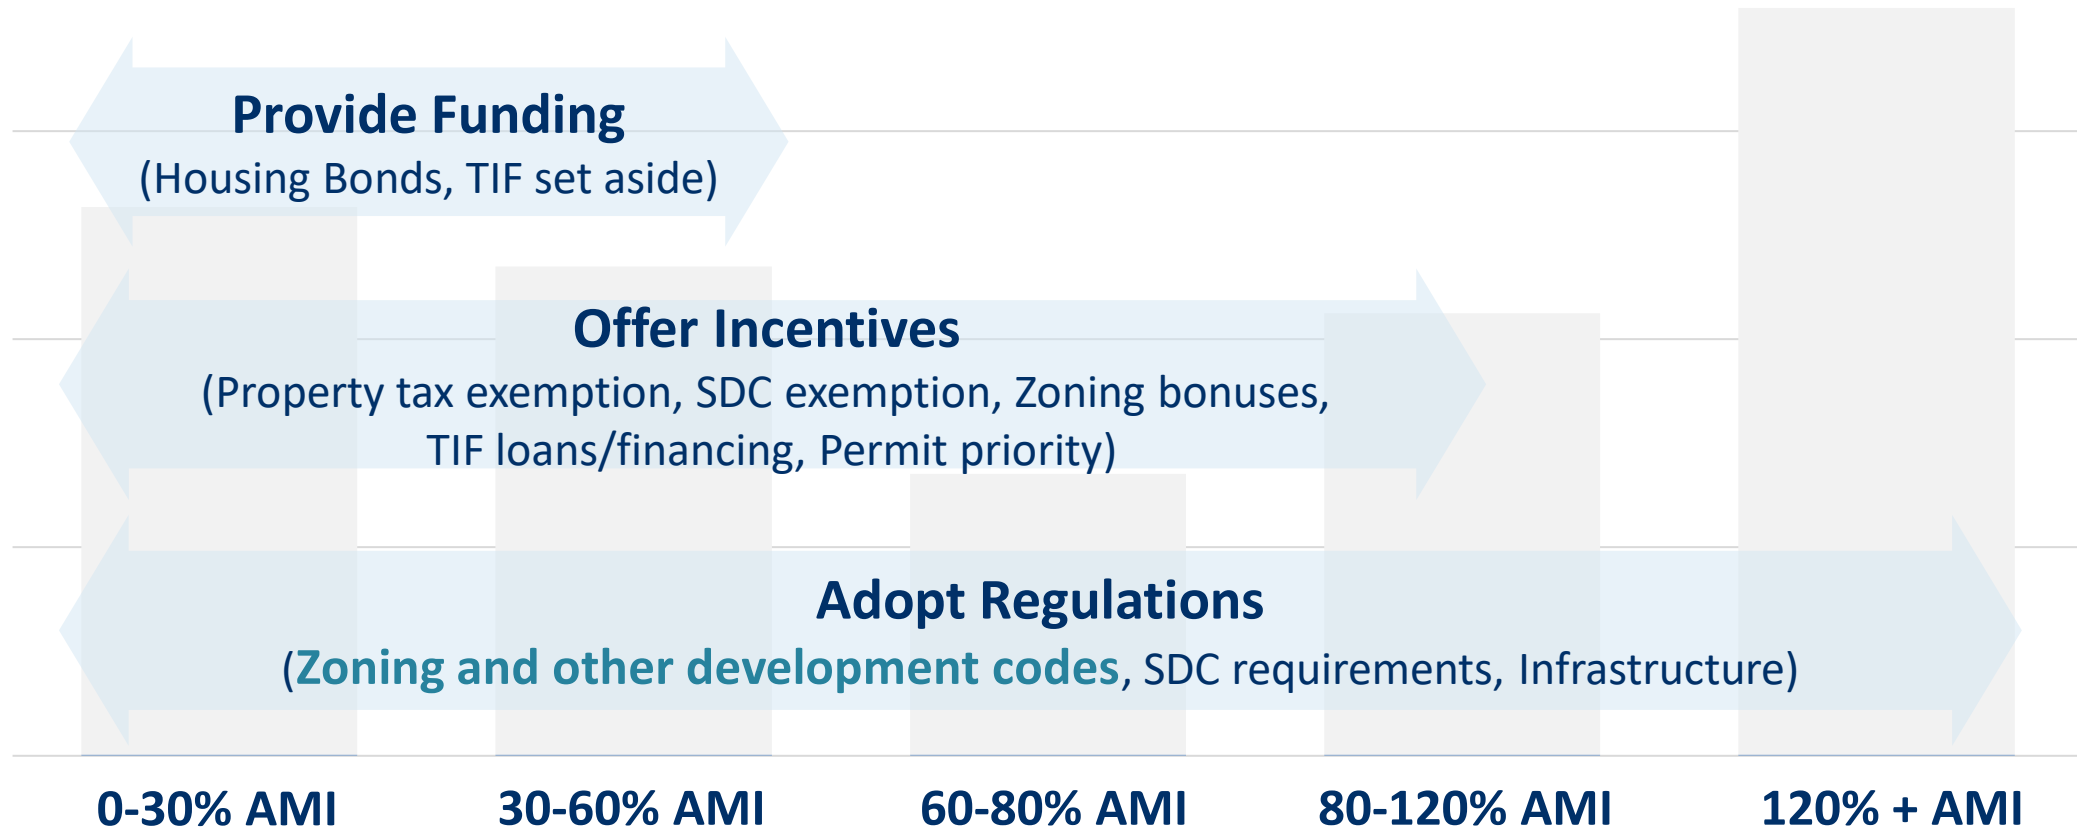 Provide Funding
(Housing Bonds, TIF set aside)
Offer Incentives
(Property tax exemption, SDC exemption, Zoning bonuses,
TIF loans/financing, Permit priority)
Adopt Regulations
(Zoning and other development codes, SDC requirements, Infrastructure)
0-30% AMI
30-60% AMI
60-80% AMI
80-120% AMI
120% + AMI